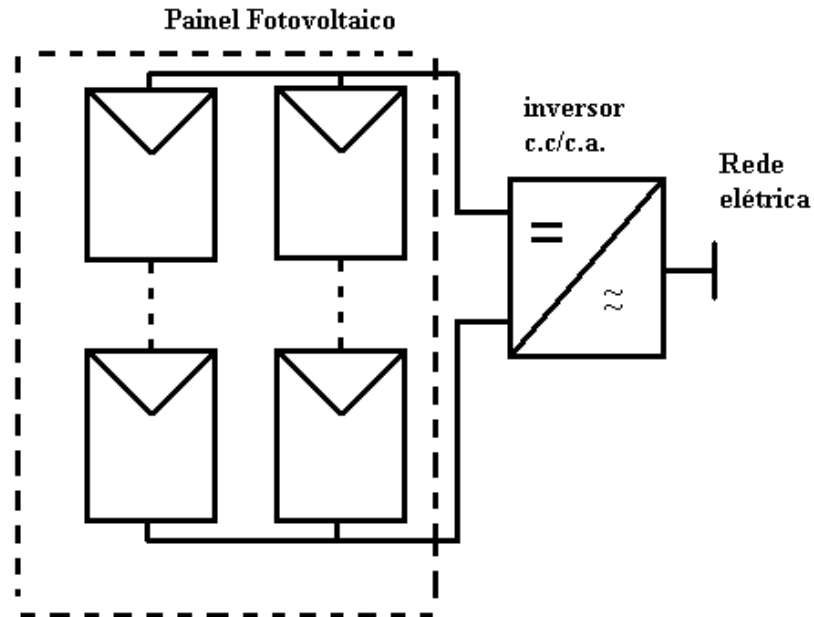 Painel Fotovoltaico
inversor
c.c/c.a.
Rede
elétrica